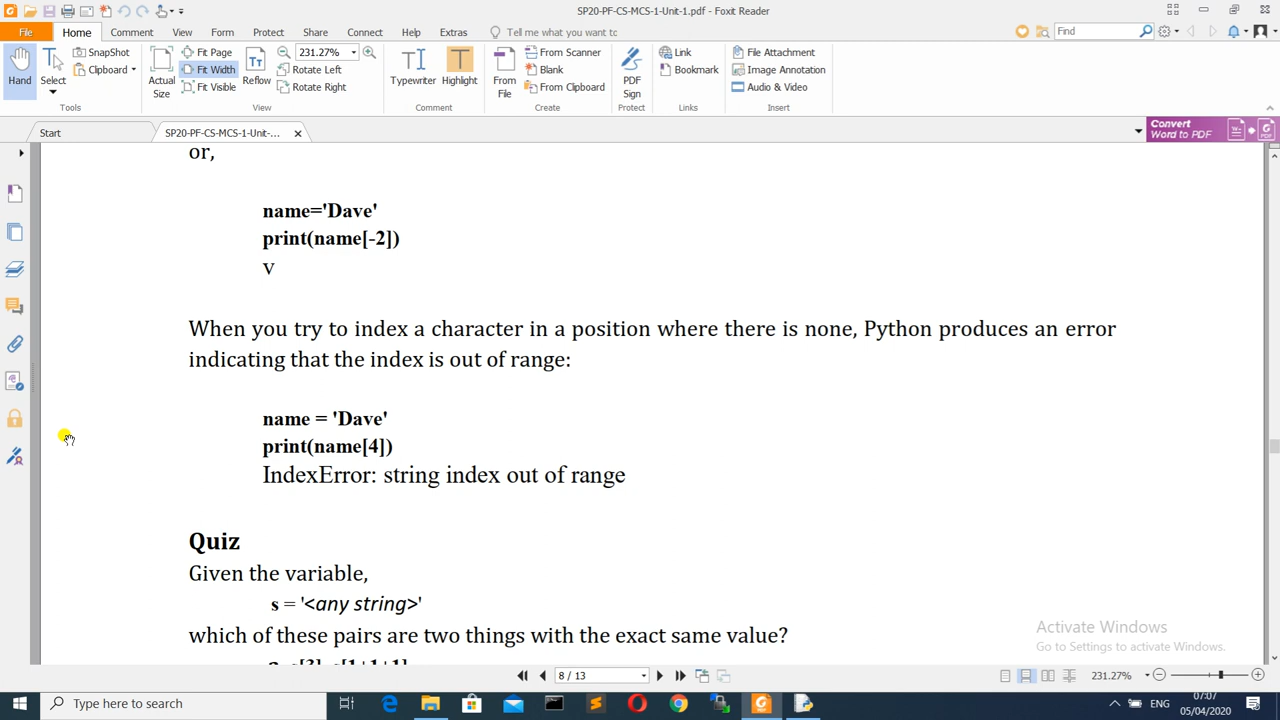 SP20-PF-CS-MCS-1-Unit-1.pdf - Foxit Reader
File Home Comment View Form Protect Share Connect Help Extras Tell me what you want tc Find
Hand
Select
SnapShot
Clipboard
Tools
Actual Size
Fit Page
Fit Width
Fit Visible
Reflow
231.27%
Rotate Left
Rotate Right
View
Typewriter
Highlight
Comment
From File
From Scanner
Blank
From Clipboard
Create
PDF Sign
Protect
Link
Bookmark
Links
File Attachment
Image Annotation
Audio & Video
Insert
Start
SP20-PF-CS-MCS-1-Unit-...
Convert
Word to PDF
or,
name='Dave'
print(name[-2])
v
When you try to index a character in a position where there is none, Python produces an error
indicating that the index is out of range:
name = 'Dave'
print(name[4])
IndexError: string index out of range
Quiz
Given the variable,
s = '<any string>'
which of these pairs are two things with the exact same value?
Activate Windows
Go to Settings to activate Windows.
8 / 13
231.27%
Type here to search
ENG
07:07
05/04/2020